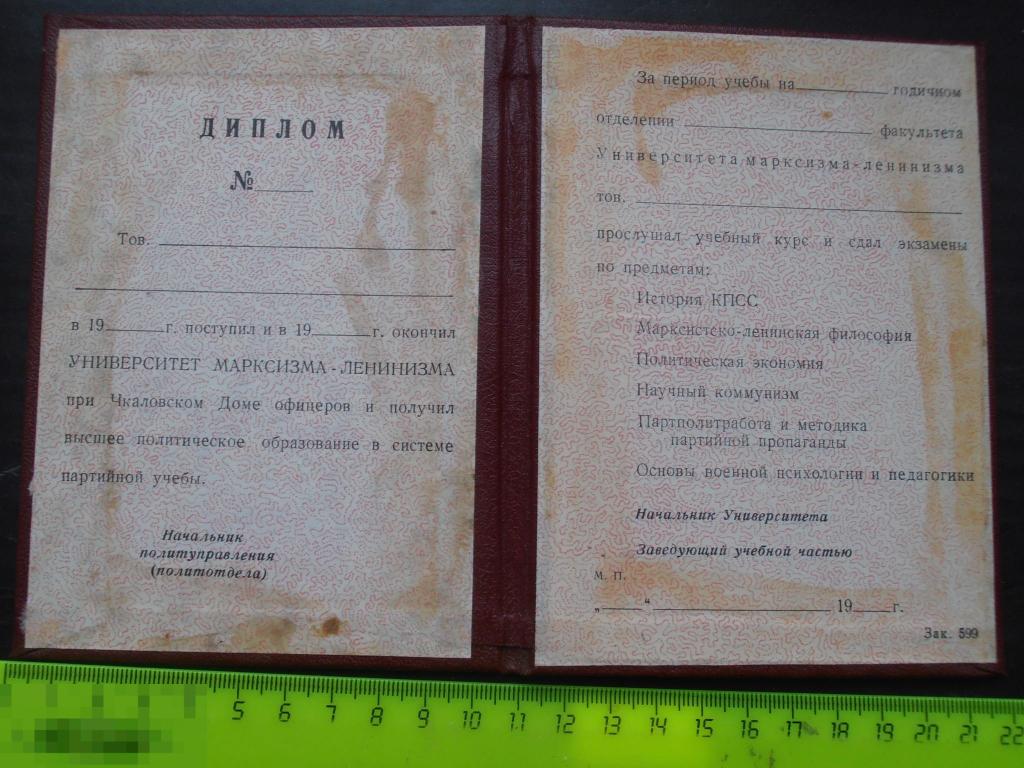 ДИПЛОМ
№
Тов.
в 19 г. поступил и в 19 г. окончил
УНИВЕРСИТЕТ МАРКСИЗМА-ЛЕНИНИЗМА
при Чкаловском Доме офицеров и получил
высшее политическое образование в системе
партийной учебы.
Начальник
политуправления
(политотдела)
За период учебы на годичном
отделении факультета
Университета марксизма-ленинизма
тов.
прослушал учебный курс и сдал экзамены
по предметам:
История КПСС
Марксистско-ленинская философия
Политическая экономия
Научный коммунизм
Партполитработа и методика
партийной пропаганды
Основы военной психологии и педагогики
Начальник Университета
Заведующий учебной частью
М. П.
„ “ 19 г.
Зак. 599
5 6 7 8 9 10 11 12 13 14 15 16 17 18 19 20 21 22